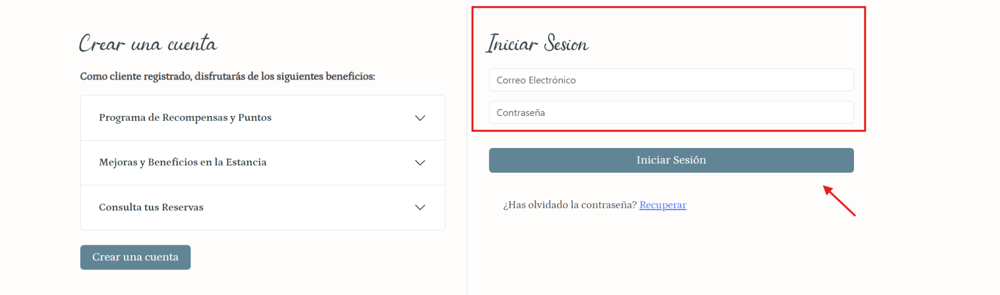 Crear una cuenta
Como cliente registrado, disfrutarás de los siguientes beneficios:
Programa de Recompensas y Puntos
Mejoras y Beneficios en la Estancia
Consulta tus Reservas
Crear una cuenta
Iniciar Sesion
Correo Electrónico
Contraseña
Iniciar Sesión
¿Has olvidado la contraseña? Recuperar